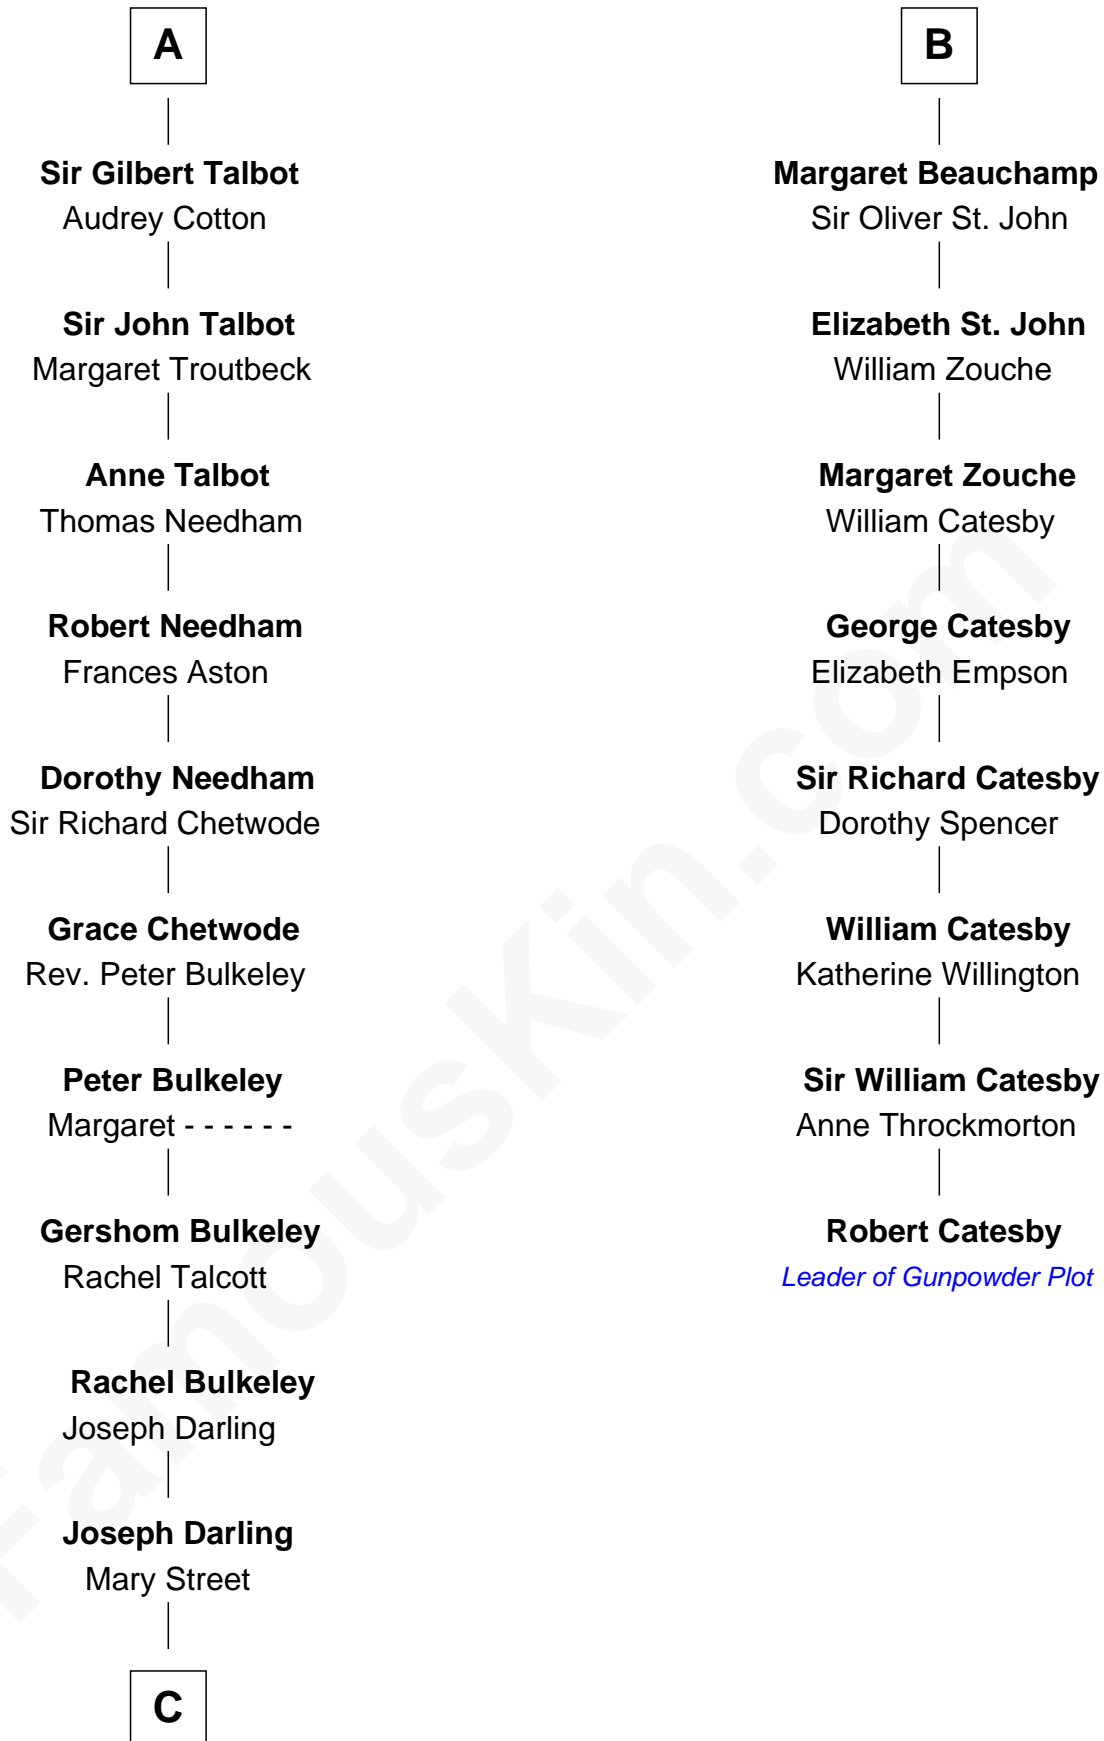 A
Sir Gilbert Talbot
Audrey Cotton
Sir John Talbot
Margaret Troutbeck
Anne Talbot
Thomas Needham
Robert Needham
Frances Aston
Dorothy Needham
Sir Richard Chetwode
Grace Chetwode
Rev. Peter Bulkeley
Peter Bulkeley
Margaret - - - - - -
Gershom Bulkeley
Rachel Talcott
Rachel Bulkeley
Joseph Darling
Joseph Darling
Mary Street
C
B
Margaret Beauchamp
Sir Oliver St. John
Elizabeth St. John
William Zouche
Margaret Zouche
William Catesby
George Catesby
Elizabeth Empson
Sir Richard Catesby
Dorothy Spencer
William Catesby
Katherine Willington
Sir William Catesby
Anne Throckmorton
Robert Catesby
Leader of Gunpowder Plot
FamousKin.com